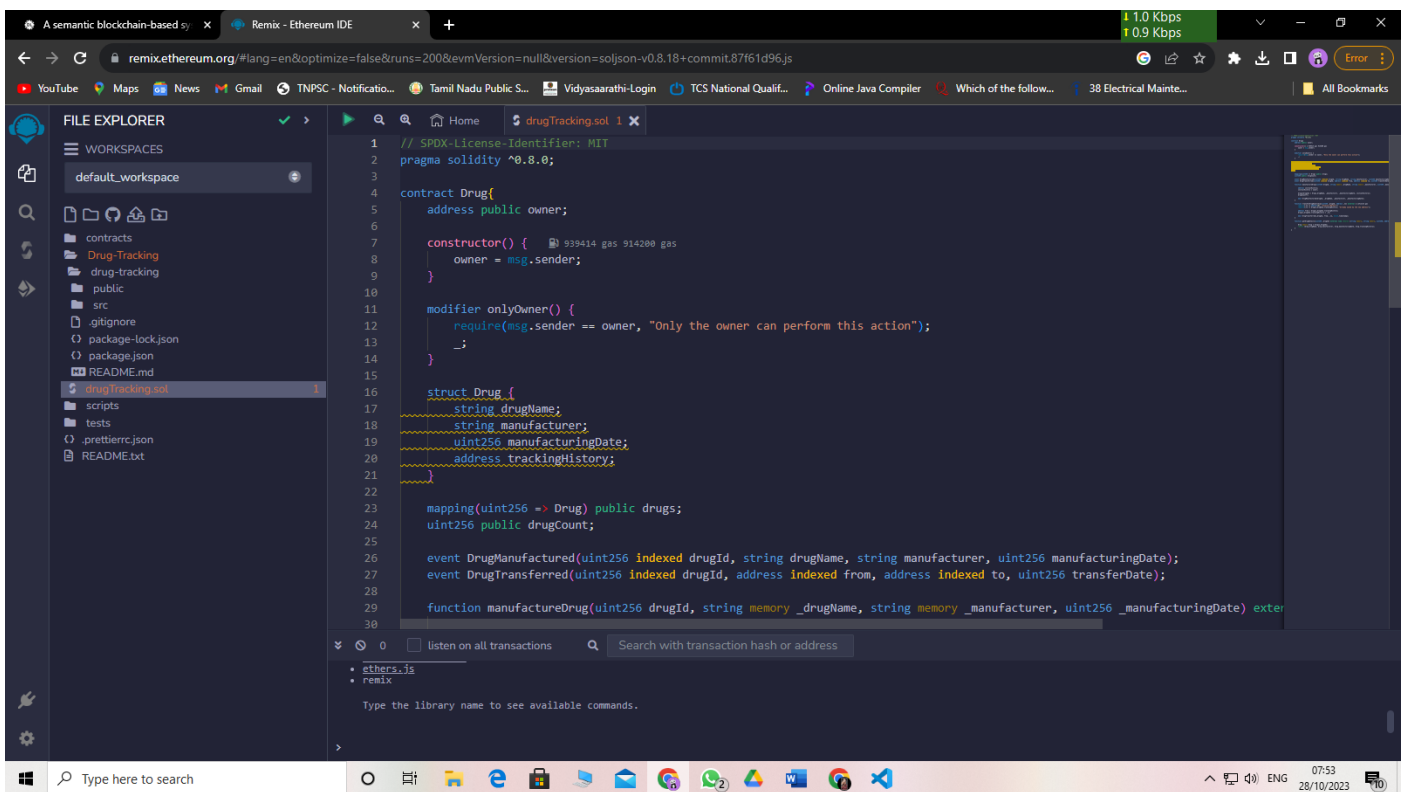 A semantic blockchain-based sy
Remix - Ethereum IDE
1.0 Kbps
0.9 Kbps
remix.ethereum.org/#lang=en&optimize=false&runs=200&evmVersion=null&version=soljson-v0.8.18+commit.87f61d96.js
Error
YouTube Maps News Gmail TNPSC - Notificatio... Tamil Nadu Public S... Vidyasaarathi-Login TCS National Qualif... Online Java Compiler Which of the follow... 38 Electrical Mainte... All Bookmarks
FILE EXPLORER
WORKSPACES
default_workspace
contracts
Drug-Tracking
drug-tracking
public
src
.gitignore
package-lock.json
package.json
README.md
drugTracking.sol 1
scripts
tests
.prettierrc.json
README.txt
Home drugTracking.sol 1
1 // SPDX-License-Identifier: MIT
2 pragma solidity ^0.8.0;
3
4 contract Drug{
5 address public owner;
6
7 constructor() { 939414 gas 914200 gas
8 owner = msg.sender;
9 }
10
11 modifier onlyOwner() {
12 require(msg.sender == owner, "Only the owner can perform this action");
13 _;
14 }
15
16 struct Drug {
17 string drugName;
18 string manufacturer;
19 uint256 manufacturingDate;
20 address trackingHistory;
21 }
22
23 mapping(uint256 => Drug) public drugs;
24 uint256 public drugCount;
25
26 event DrugManufactured(uint256 indexed drugId, string drugName, string manufacturer, uint256 manufacturingDate);
27 event DrugTransferred(uint256 indexed drugId, address indexed from, address indexed to, uint256 transferDate);
28
29 function manufactureDrug(uint256 drugId, string memory _drugName, string memory _manufacturer, uint256 _manufacturingDate) exter
30
0 listen on all transactions Search with transaction hash or address
ethers.js
remix
Type the library name to see available commands.
>
Type here to search
2
ENG
07:53
28/10/2023
10